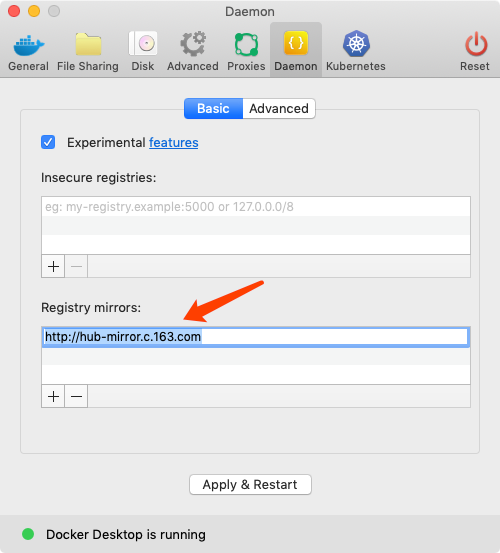 Daemon
General File Sharing Disk Advanced Proxies Daemon Kubernetes Reset
Basic Advanced
Experimental features
Insecure registries:
eg: my-registry.example:5000 or 127.0.0.0/8
Registry mirrors:
http://hub-mirror.c.163.com
Apply & Restart
Docker Desktop is running